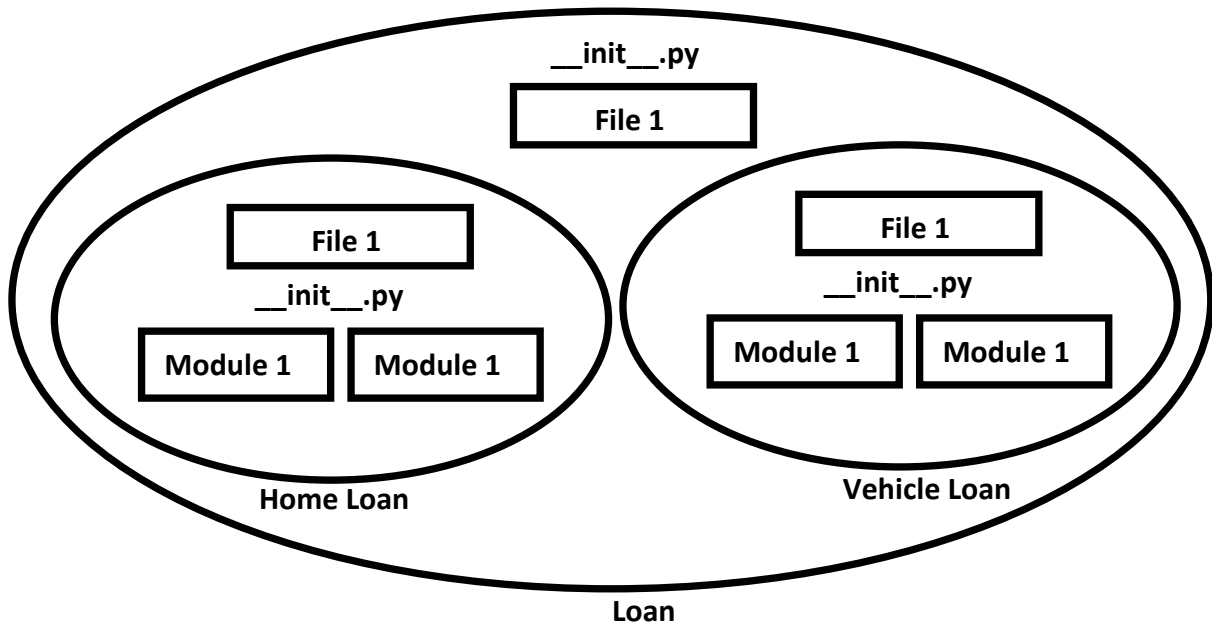 __init__.py
File 1
File 1
__init__.py
Module 1
Module 1
Home Loan
File 1
__init__.py
Module 1
Module 1
Vehicle Loan
Loan